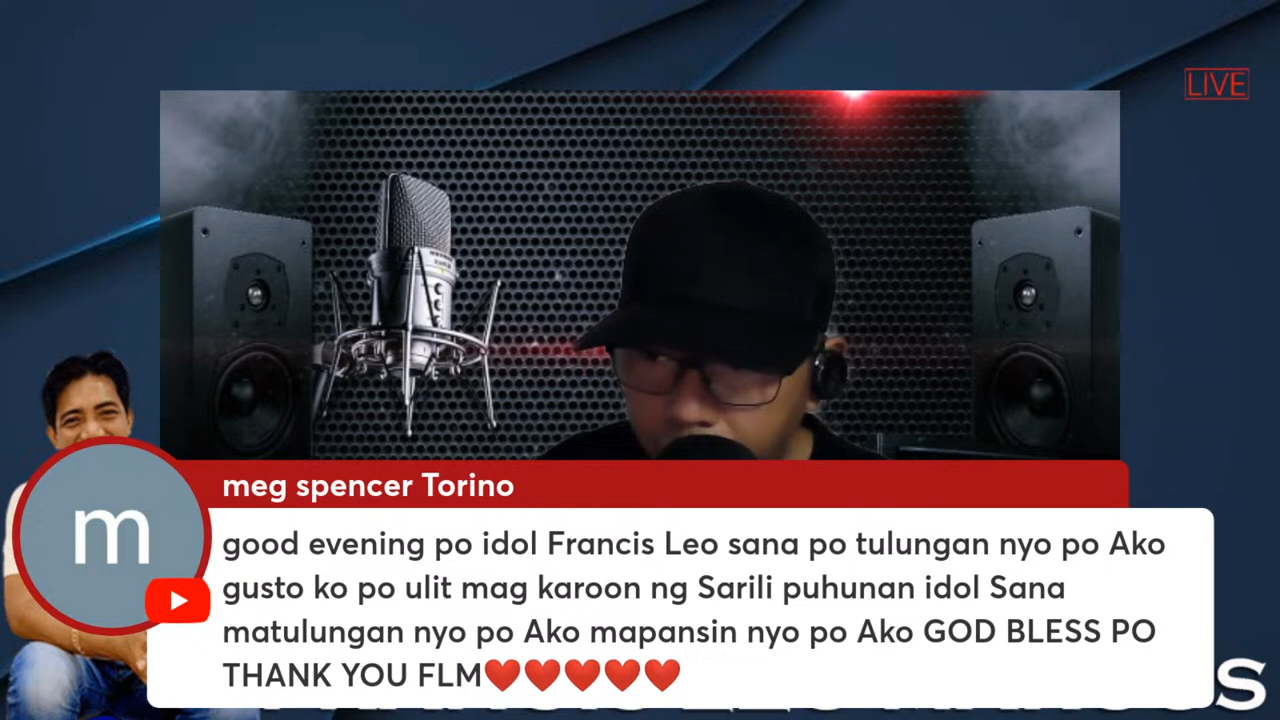 LIVE
meg spencer Torino
m
good evening po idol Francis Leo sana po tulungan nyo po Ako
gusto ko po ulit mag karoon ng Sarili puhunan idol Sana
matulungan nyo po Ako mapansin nyo po Ako GOD BLESS PO
THANK YOU FLM❤️❤️❤️❤️❤️